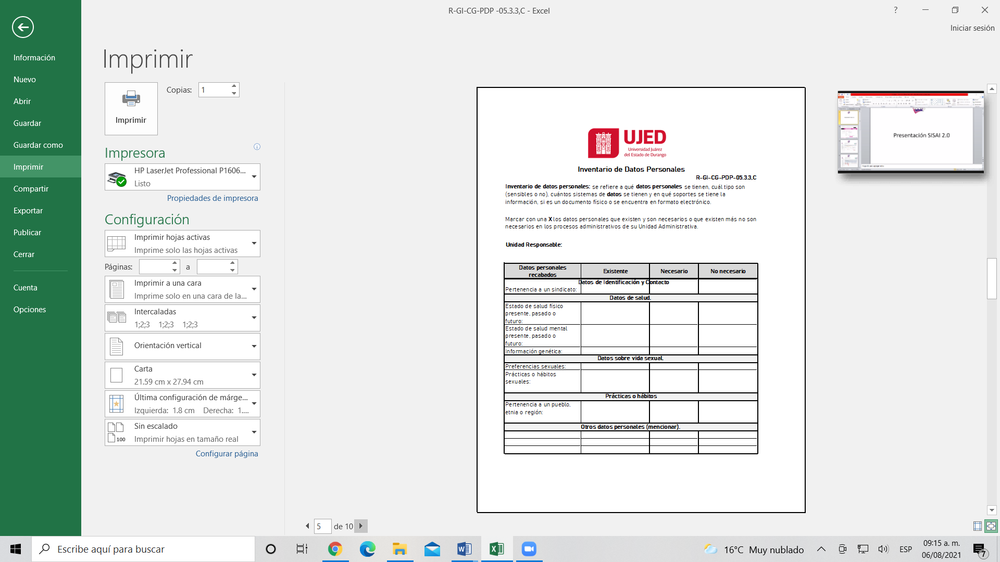 R-GI-CG-PDP -05.3.3,C - Excel
?
Iniciar sesión
Información
Nuevo
Abrir
Guardar
Guardar como
Imprimir
Compartir
Exportar
Publicar
Cerrar
Cuenta
Opciones
Imprimir
Imprimir
Copias: 1
Impresora
HP LaserJet Professional P1606...
Listo
Propiedades de impresora
Configuración
Imprimir hojas activas
Imprime solo las hojas activas
Páginas: a
Imprimir a una cara
Imprime solo en una cara de la...
Intercaladas
1;2;3 1;2;3 1;2;3
Orientación vertical
Carta
21.59 cm x 27.94 cm
Última configuración de márge...
Izquierda: 1.8 cm Derecha: 1....
Sin escalado
100 Imprimir hojas en tamaño real
Configurar página
UJED
Universidad Juárez
del Estado de Durango
Inventario de Datos Personales
R-GI-CG-PDP-05.3.3,C
Inventario de datos personales: se refiere a qué datos personales se tienen, cuál tipo son
(sensibles o no), cuántos sistemas de datos se tienen y en qué soportes se tiene la
información, si es un documento físico o se encuentra en formato electrónico.
Marcar con una X los datos personales que existen y son necesarios o que existen más no son
necesarios en los procesos administrativos de su Unidad Administrativa.
Unidad Responsable:
Datos personales
recabados
Existente
Necesario
No necesario
Datos de Identificación y Contacto
Pertenencia a un sindicato:
Datos de salud.
Estado de salud físico
presente, pasado o
futuro:
Estado de salud mental
presente, pasado o
futuro:
Información genética:
Datos sobre vida sexual.
Preferencias sexuales:
Prácticas o hábitos
sexuales:
Prácticas o hábitos
Pertenencia a un pueblo,
etnia o región:
Otros datos personales (mencionar).
Presentación SISAI 2.0
5 de 10
Escribe aquí para buscar
16°C Muy nublado
ESP
09:15 a. m.
06/08/2021
7